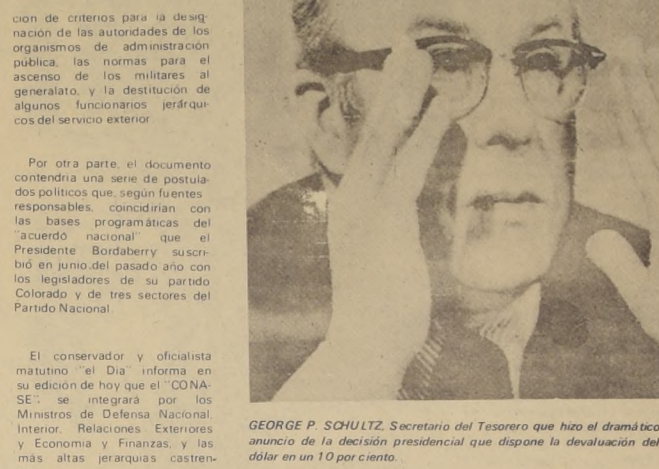 cion de criterios para la desig-
nación de las autoridades de los
organismos de administración
pública, las normas para el
ascenso de los militares al
generalato, y la destitución de
algunos funcionarios jerárqui-
cos del servicio exterior
Por otra parte, el documento
contendría una serie de postula-
dos políticos que, según fuentes
responsables, coincidirían con
las bases programáticas del
"acuerdo nacional" que el
Presidente Bordaberry suscri-
bió en junio del pasado año con
los legisladores de su partido
Colorado y de tres sectores del
Partido Nacional.
El conservador y oficialista
matutino "el Dia" informa en
su edición de hoy que el "CONA-
SE" se integrará por los
Ministros de Defensa Nacional,
Interior, Relaciones Exteriores
y Economia y Finanzas, y las
más altas jerarquias castren-
GEORGE P. SCHULTZ, Secretario del Tesorero que hizo el dramático
anuncio de la decisión presidencial que dispone la devaluación del
dólar en un 10 por ciento.